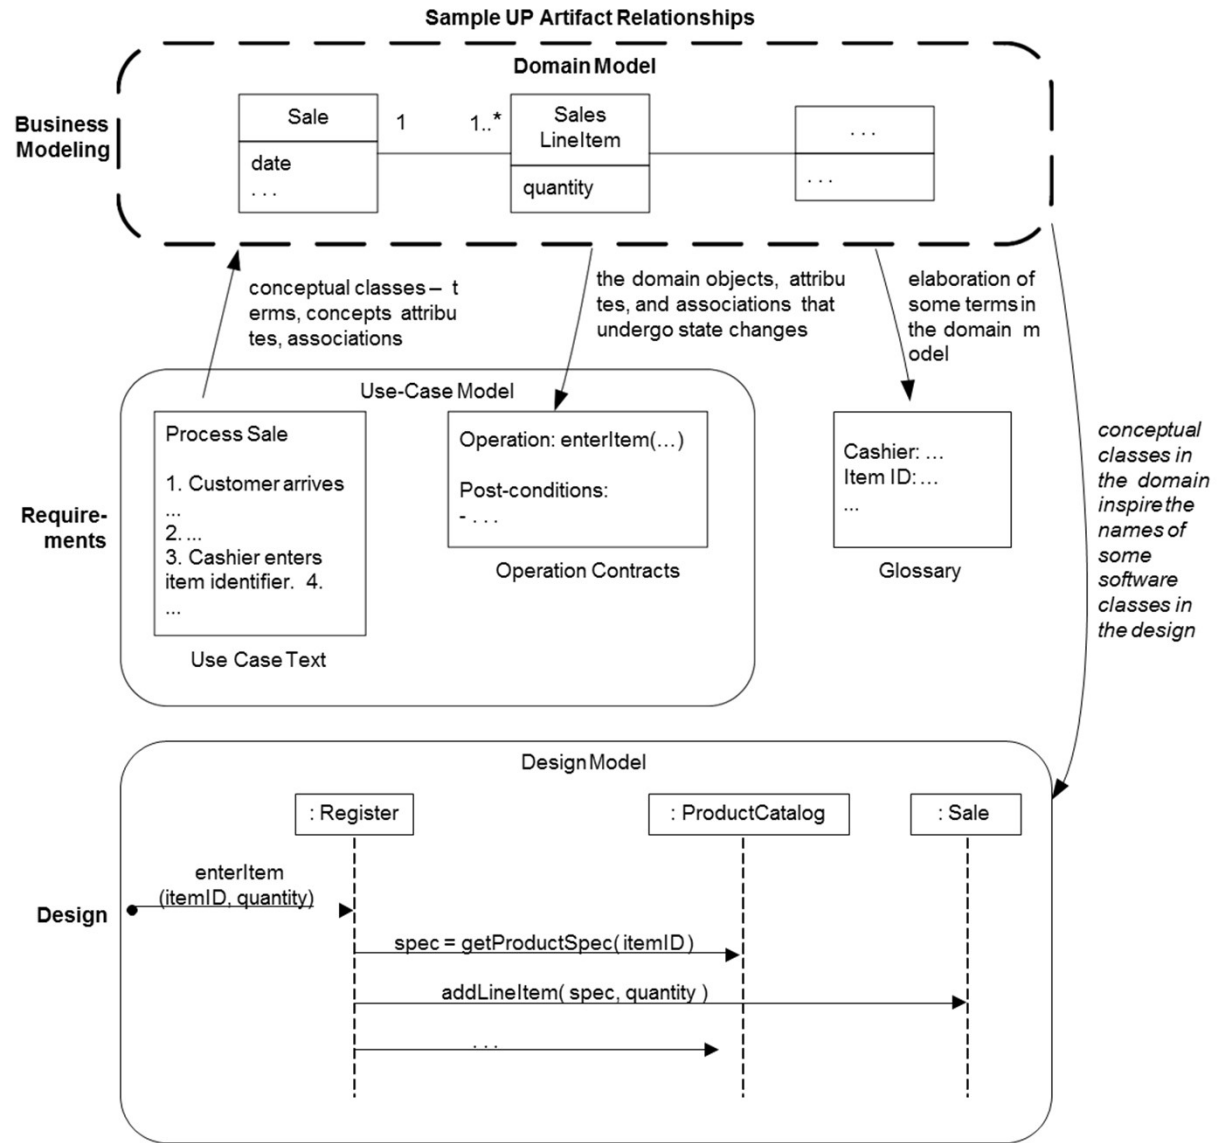 Sample UP Artifact Relationships
Domain Model
Business
Modeling
Sale
1
1..*
Sales
LineItem
. . .
date
. . .
quantity
. . .
conceptual classes – t
erms, concepts attribu
tes, associations
the domain objects, attribu
tes, and associations that
undergo state changes
elaboration of
some terms in
the domain m
odel
Use-Case Model
Require-
ments
Process Sale
1. Customer arrives
...
2. ...
3. Cashier enters
item identifier. 4.
...
Use Case Text
Operation: enterItem(…)
Post-conditions:
- . . .
Operation Contracts
Cashier: …
Item ID: …
...
Glossary
conceptual
classes in
the domain
inspire the
names of
some
software
classes in
the design
Design Model
Design
: Register
: ProductCatalog
: Sale
enterItem
(itemID, quantity)
spec = getProductSpec( itemID )
addLineItem( spec, quantity )
. . .